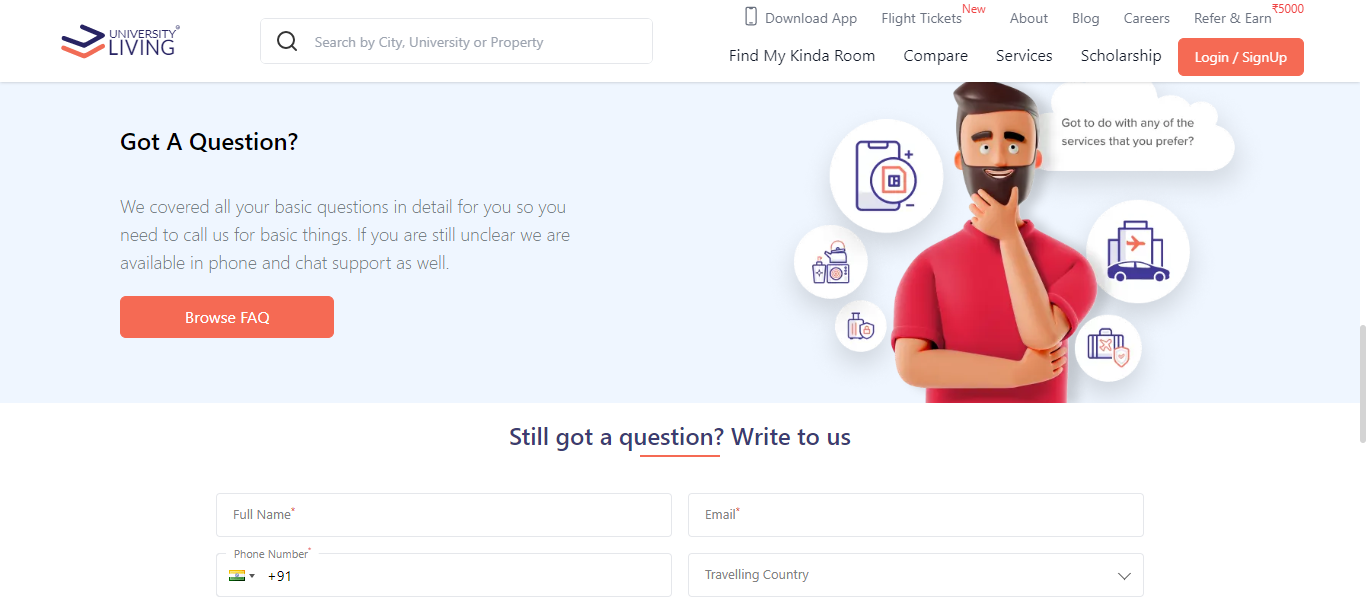 UNIVERSITY
LIVING
Search by City, University or Property
Download App
Flight Tickets
New
About
Blog
Careers
Refer & Earn
₹5000
Find My Kinda Room
Compare
Services
Scholarship
Login / SignUp
Got A Question?
We covered all your basic questions in detail for you so you
need to call us for basic things. If you are still unclear we are
available in phone and chat support as well.
Browse FAQ
Got to do with any of the
services that you prefer?
Still got a question? Write to us
Full Name*
Email*
Phone Number*
+91
Travelling Country